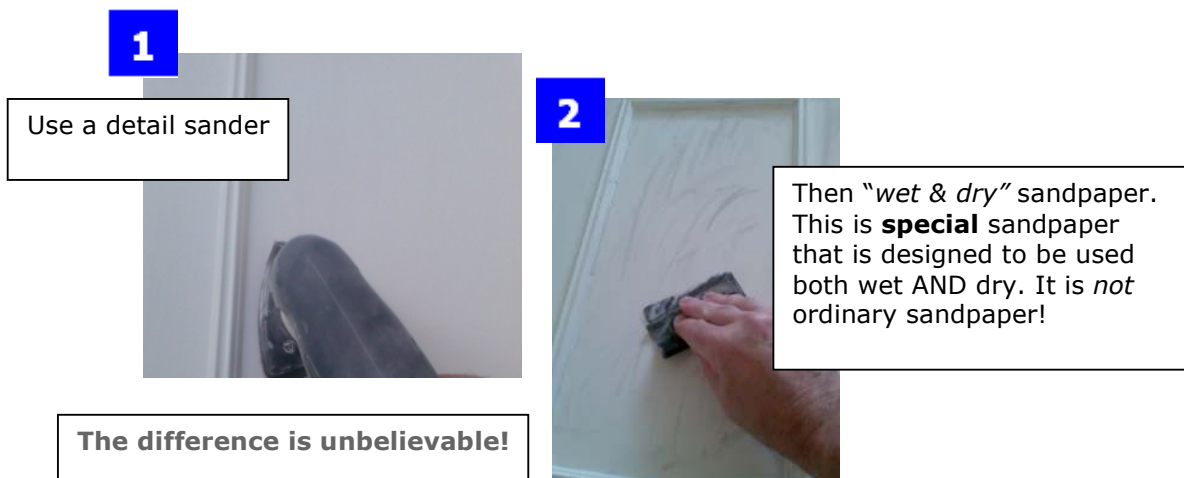 1
Use a detail sander
2
Then “wet & dry” sandpaper.
This is special sandpaper
that is designed to be used
both wet AND dry. It is not
ordinary sandpaper!
The difference is unbelievable!